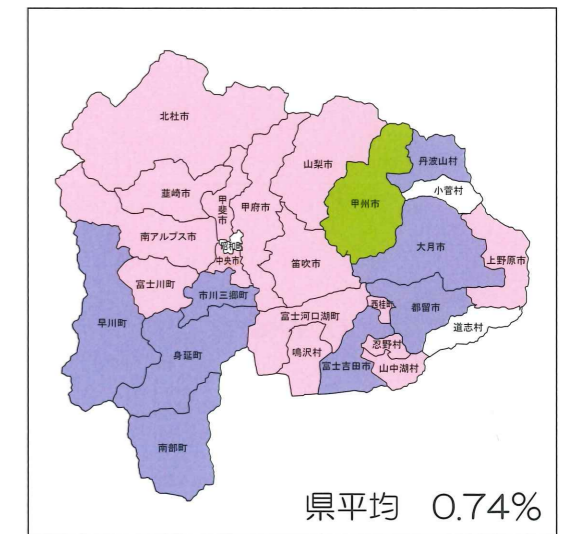 北杜市
山梨市
丹波山村
小菅村
韮崎市
甲斐市
甲府市
甲州市
南アルプス市
昭和町
中央市
笛吹市
大月市
上野原市
富士川町
市川三郷町
早川町
富士河口湖町
西桂町
都留市
道志村
身延町
鳴沢村
忍野村
富士吉田市
山中湖村
南部町
県平均 0.74%